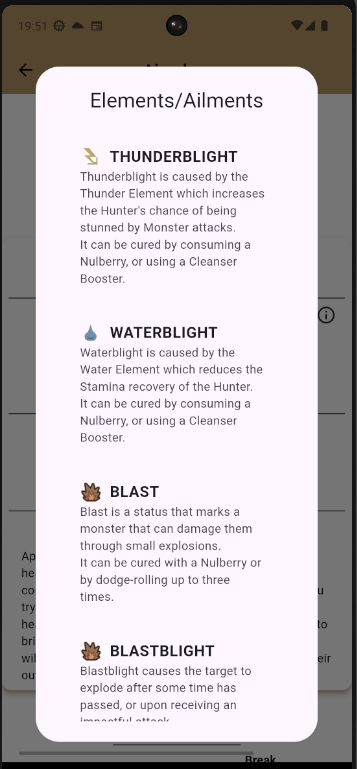 19:51
Elements/Ailments
THUNDERBLIGHT
Thunderblight is caused by the
Thunder Element which increases
the Hunter's chance of being
stunned by Monster attacks.
It can be cured by consuming a
Nulberry, or using a Cleanser
Booster.
WATERBLIGHT
Waterblight is caused by the
Water Element which reduces the
Stamina recovery of the Hunter.
It can be cured by consuming a
Nulberry, or using a Cleanser
Booster.
BLAST
Blast is a status that marks a
monster that can damage them
through small explosions.
It can be cured with a Nulberry or
by dodge-rolling up to three
times.
BLASTBLIGHT
Blastblight causes the target to
explode after some time has
passed, or upon receiving an
impactful attack
Break